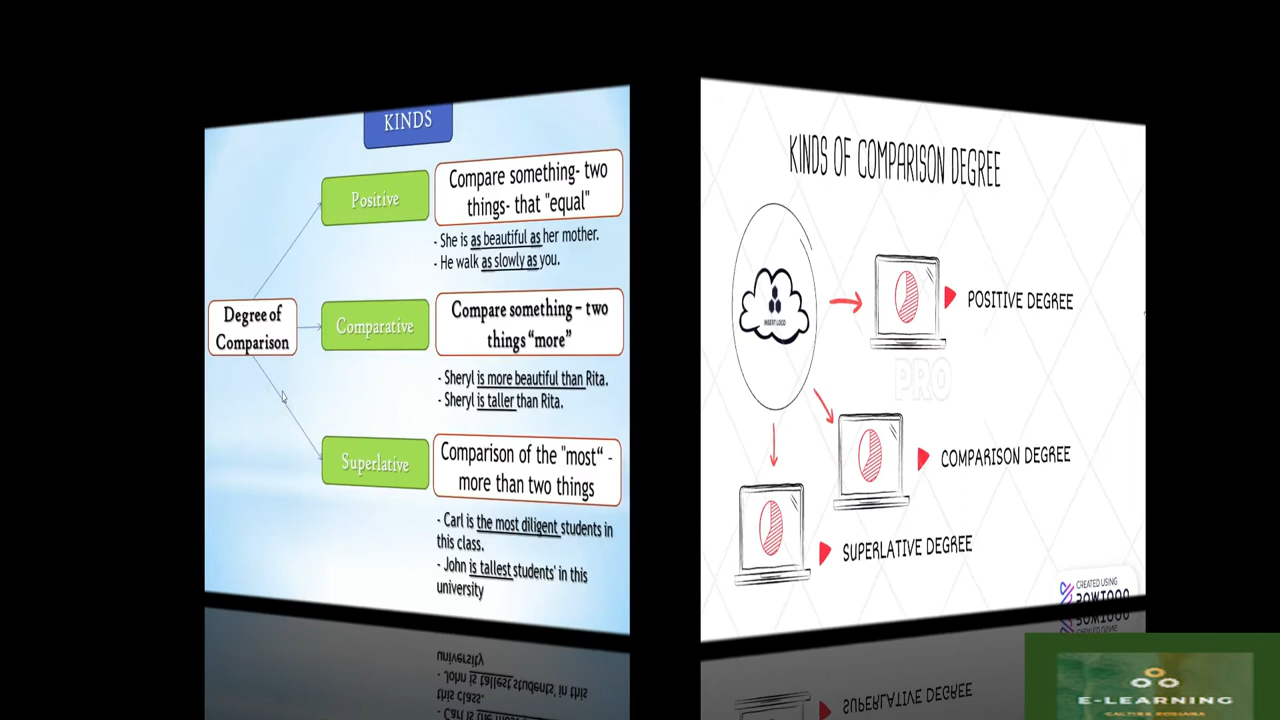 KINDS
Positive
Compare something- two
things- that "equal"
- She is as beautiful as her mother.
- He walk as slowly as you.
Degree of
Comparison
Comparative
Compare something – two
things “more”
- Sheryl is more beautiful than Rita.
- Sheryl is taller than Rita.
Superlative
Comparison of the "most“ -
more than two things
- Carl is the most diligent students in
this class.
- John is tallest students' in this
university
KINDS OF COMPARISON DEGREE
INSERT LOGO
POSITIVE DEGREE
PRO
COMPARISON DEGREE
SUPERLATIVE DEGREE
CREATED USING
POWTOON
E-LEARNING